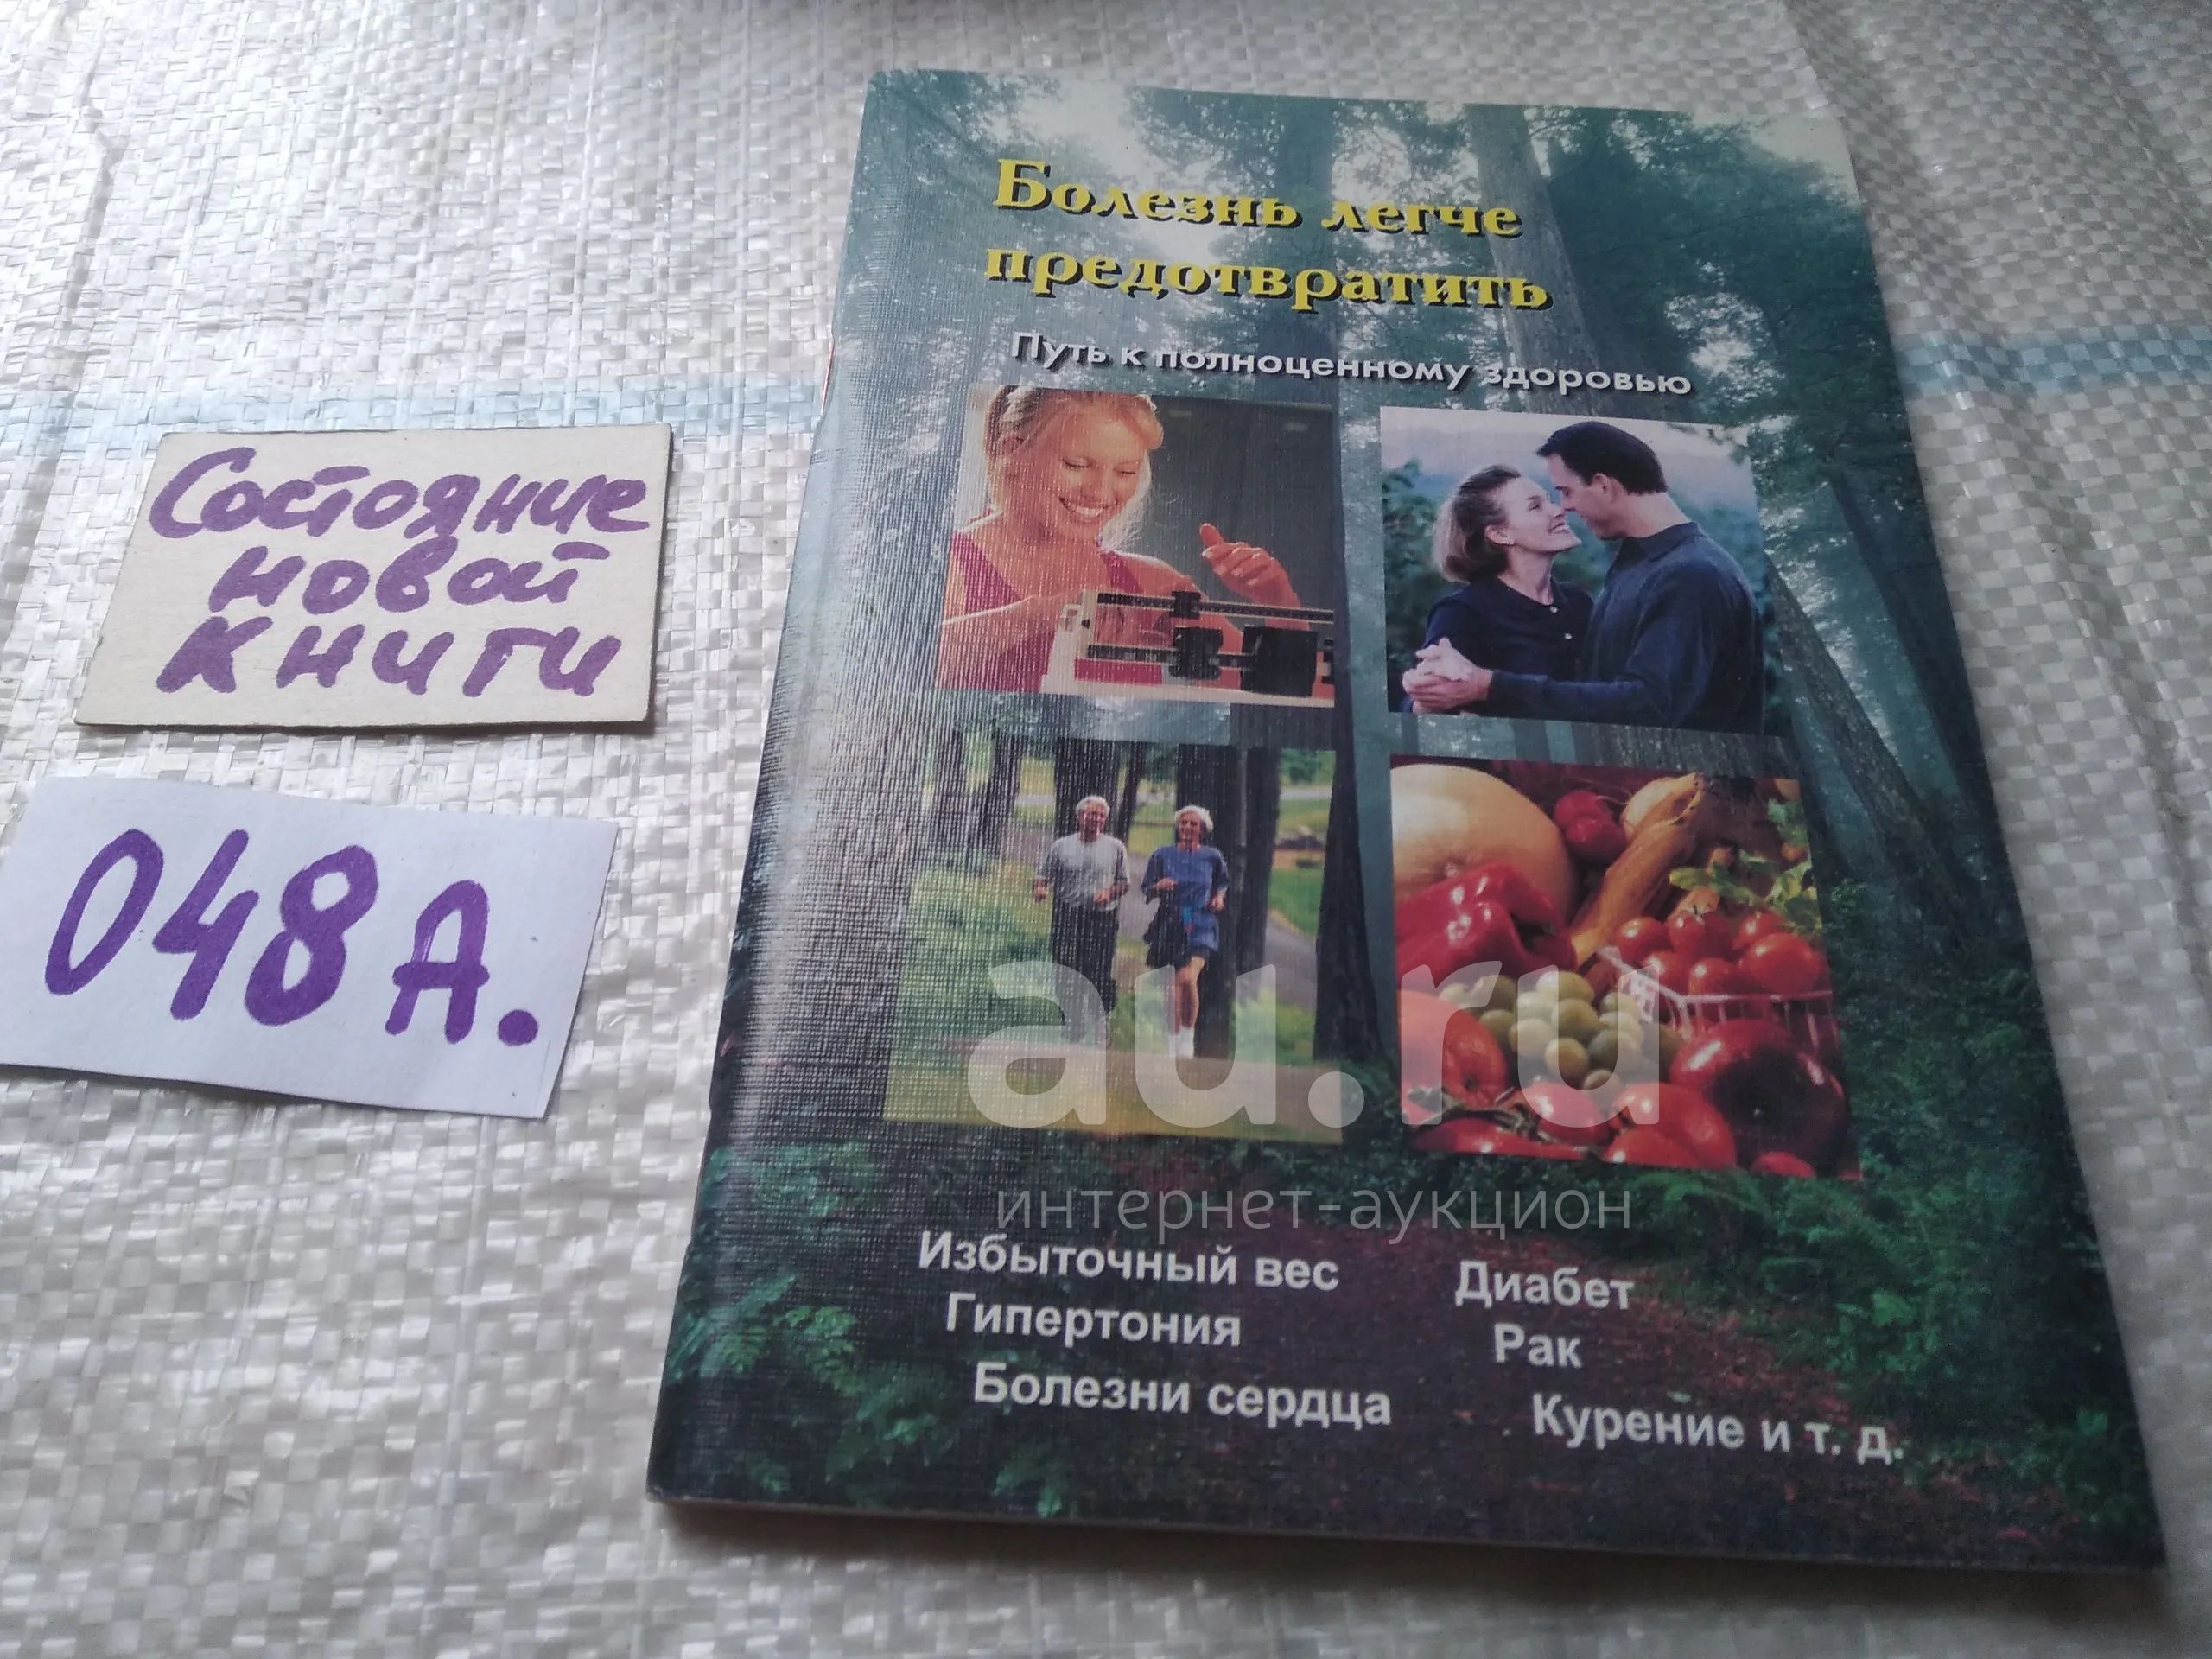 Болезнь легче
предотвратить
Путь к полноценному здоровью
Состояние
новой
книги
048А.
au.ru
интернет-аукцион
Избыточный вес
Гипертония
Болезни сердца
Диабет
Рак
Курение и т. д.